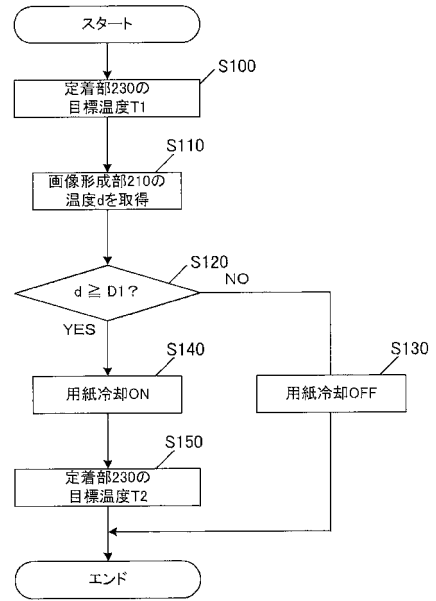 スタート
S100
定着部230の
目標温度T1
S110
画像形成部210の
温度dを取得
S120
d ≧ D1?
NO
YES
S140
用紙冷却ON
S130
用紙冷却OFF
S150
定着部230の
目標温度T2
エンド